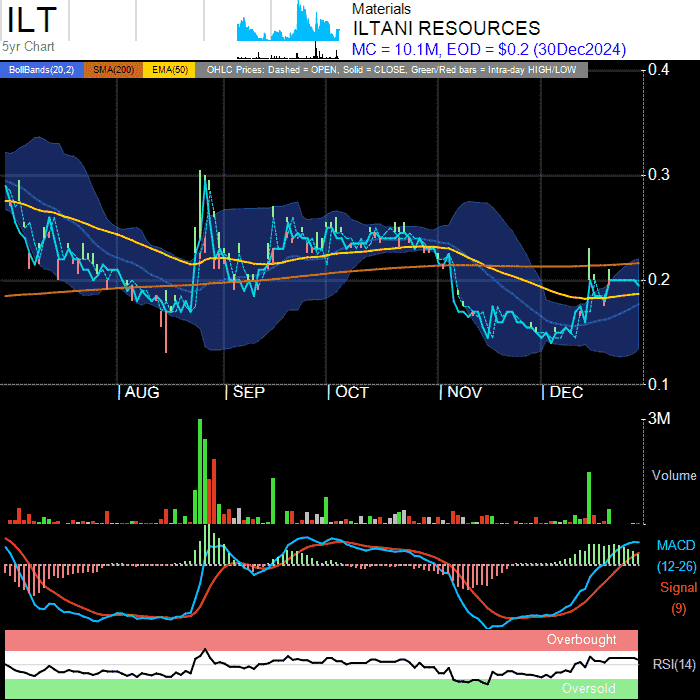 ILT
5yr Chart
Materials
ILTANI RESOURCES
MC = 10.1M, EOD = $0.2 (30Dec2024)
BollBands(20,2) SMA(200) EMA(50) OHLC Prices: Dashed = OPEN, Solid = CLOSE, Green/Red bars = Intra-day HIGH/LOW
0.4
0.3
0.2
0.1
AUG SEP OCT NOV DEC
3M
Volume
MACD
(12-26)
Signal
(9)
Overbought
RSI(14)
Oversold